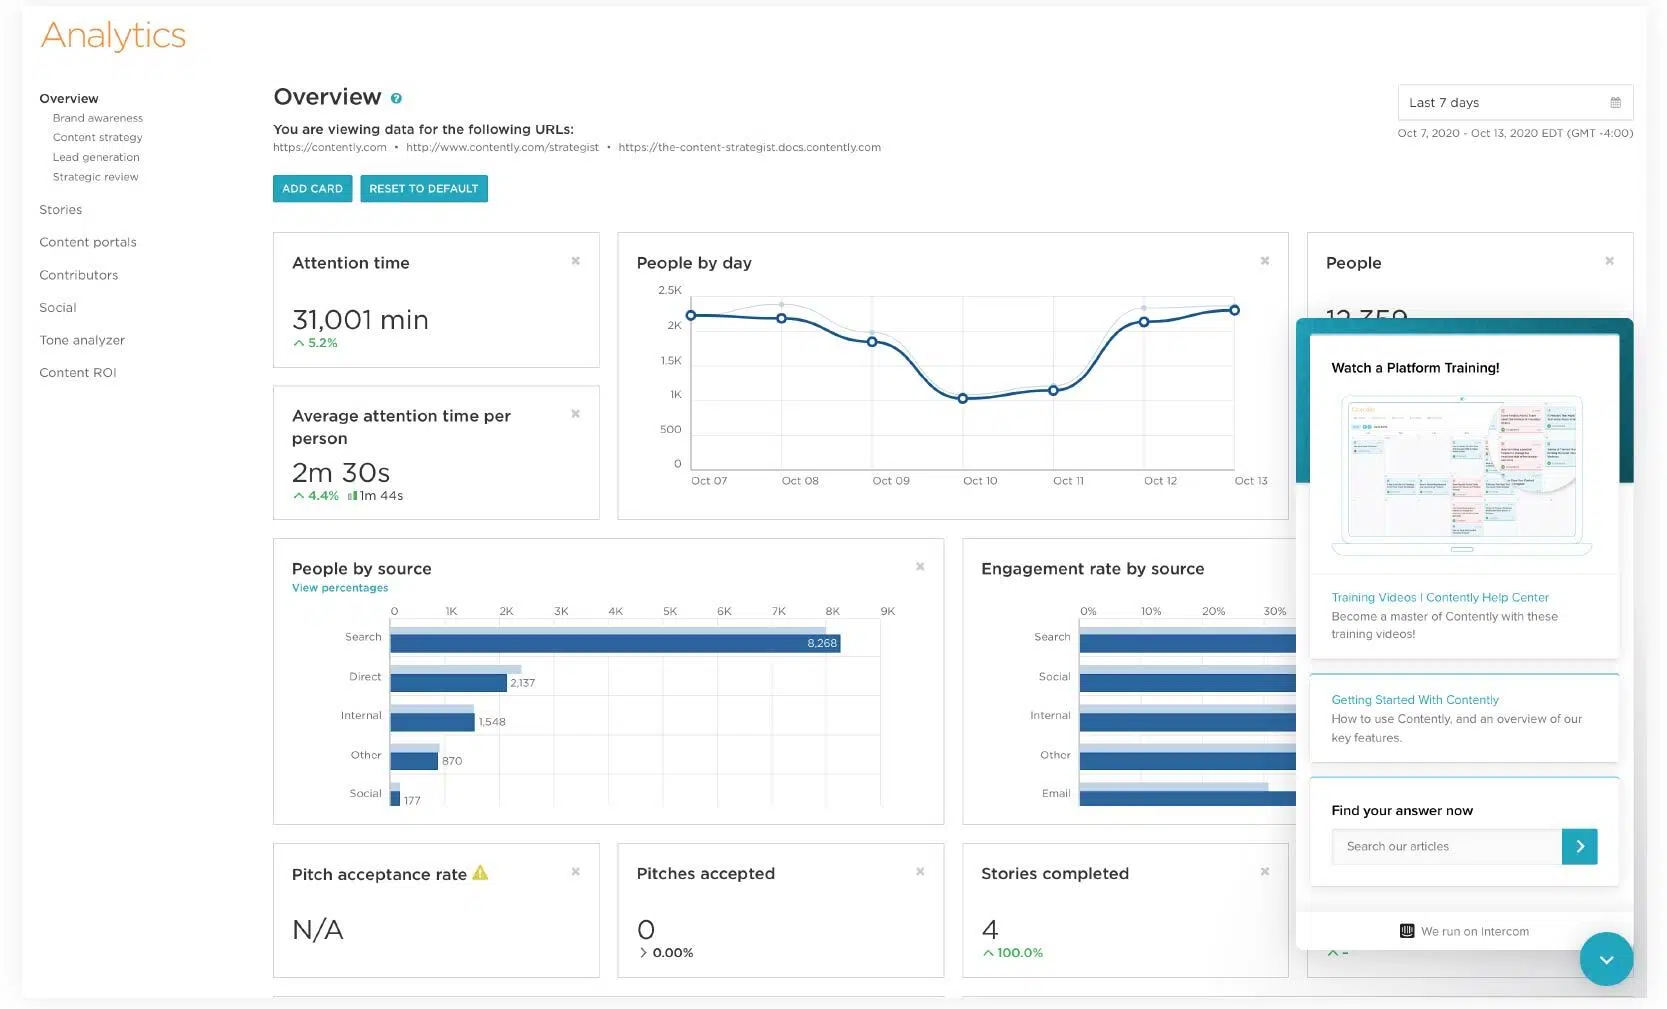 Analytics
Overview
Brand awareness
Content strategy
Lead generation
Strategic review
Stories
Content portals
Contributors
Social
Tone analyzer
Content ROI
Overview ?
You are viewing data for the following URLs:
https://contently.com • http://www.contently.com/strategist • https://the-content-strategist.docs.contently.com
Last 7 days
Oct 7, 2020 - Oct 13, 2020 EDT (GMT -4:00)
ADD CARD
RESET TO DEFAULT
Attention time
31,001 min
5.2%
Average attention time per
person
2m 30s
4.4% 1m 44s
People by day
2.5K
2K
1.5K
1K
500
0
Oct 07 Oct 08 Oct 09 Oct 10 Oct 11 Oct 12 Oct 13
People
12,359
People by source
View percentages
0 1K 2K 3K 4K 5K 6K 7K 8K 9K
Search 8,268
Direct 2,137
Internal 1,548
Other 870
Social 177
Engagement rate by source
0% 10% 20% 30%
Search
Social
Internal
Other
Email
Pitch acceptance rate
N/A
Pitches accepted
0
0.00%
Stories completed
4
100.0%
Watch a Platform Training!
Training Videos | Contently Help Center
Become a master of Contently with these
training videos!
Getting Started With Contently
How to use Contently, and an overview of our
key features.
Find your answer now
Search our articles
We run on Intercom